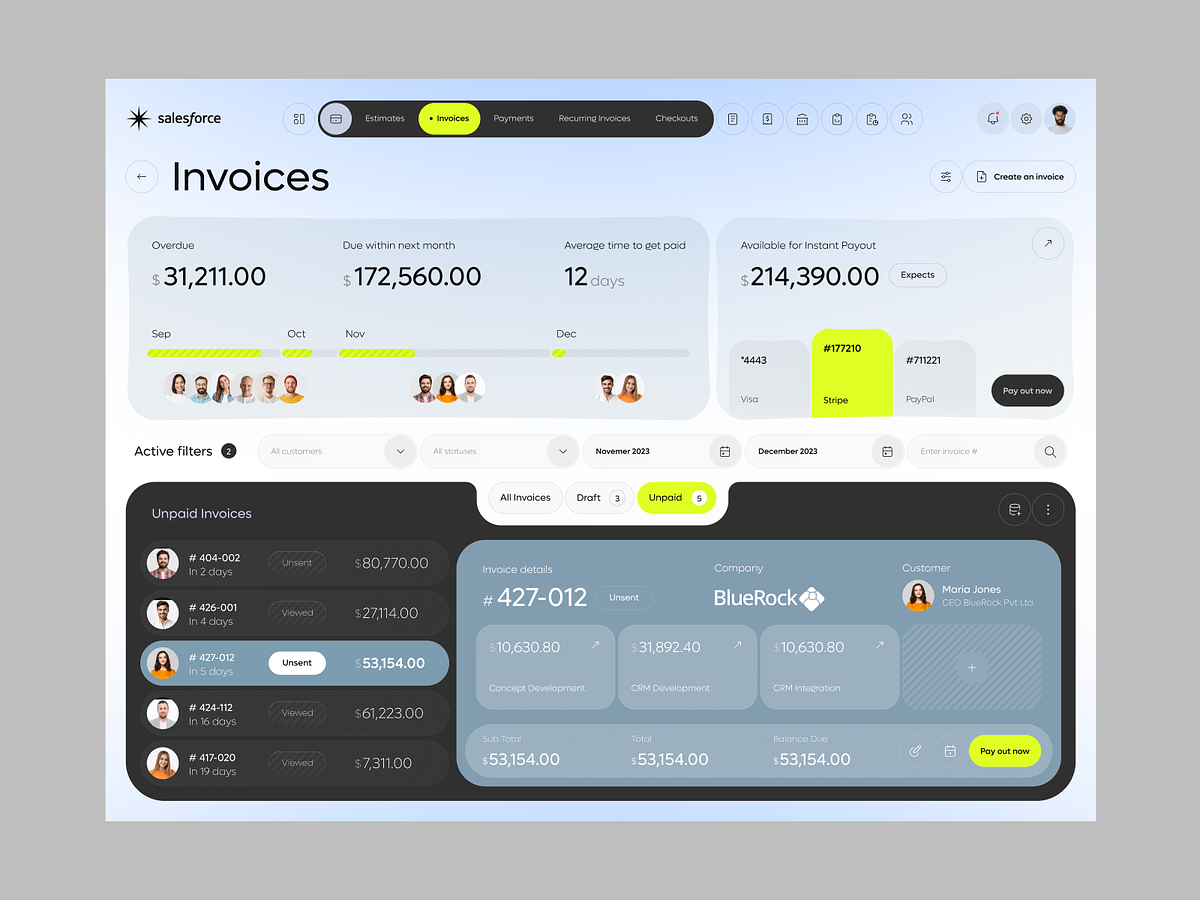 salesforce
Estimates
Invoices
Payments
Recurring Invoices
Checkouts
Invoices
Create an invoice
Overdue
$ 31,211.00
Due within next month
$ 172,560.00
Average time to get paid
12 days
Sep
Oct
Nov
Dec
Available for Instant Payout
$214,390.00
Expects
*4443
Visa
#177210
Stripe
#711221
PayPal
Pay out now
Active filters 2
All customers
All statuses
Novemer 2023
December 2023
Enter invoice #
Unpaid Invoices
All Invoices
Draft 3
Unpaid 5
# 404-002
In 2 days
Unsent
$80,770.00
# 426-001
In 4 days
Viewed
$27,114.00
# 427-012
In 5 days
Unsent
$53,154.00
# 424-112
In 16 days
Viewed
$61,223.00
# 417-020
In 19 days
Viewed
$7,311.00
Invoice details
# 427-012
Unsent
Company
BlueRock
Customer
Maria Jones
CEO BlueRock Pvt Ltd.
$10,630.80
Concept Development
$31,892.40
CRM Development
$10,630.80
CRM Integration
+
Sub Total
$53,154.00
Total
$53,154.00
Balance Due
$53,154.00
Pay out now